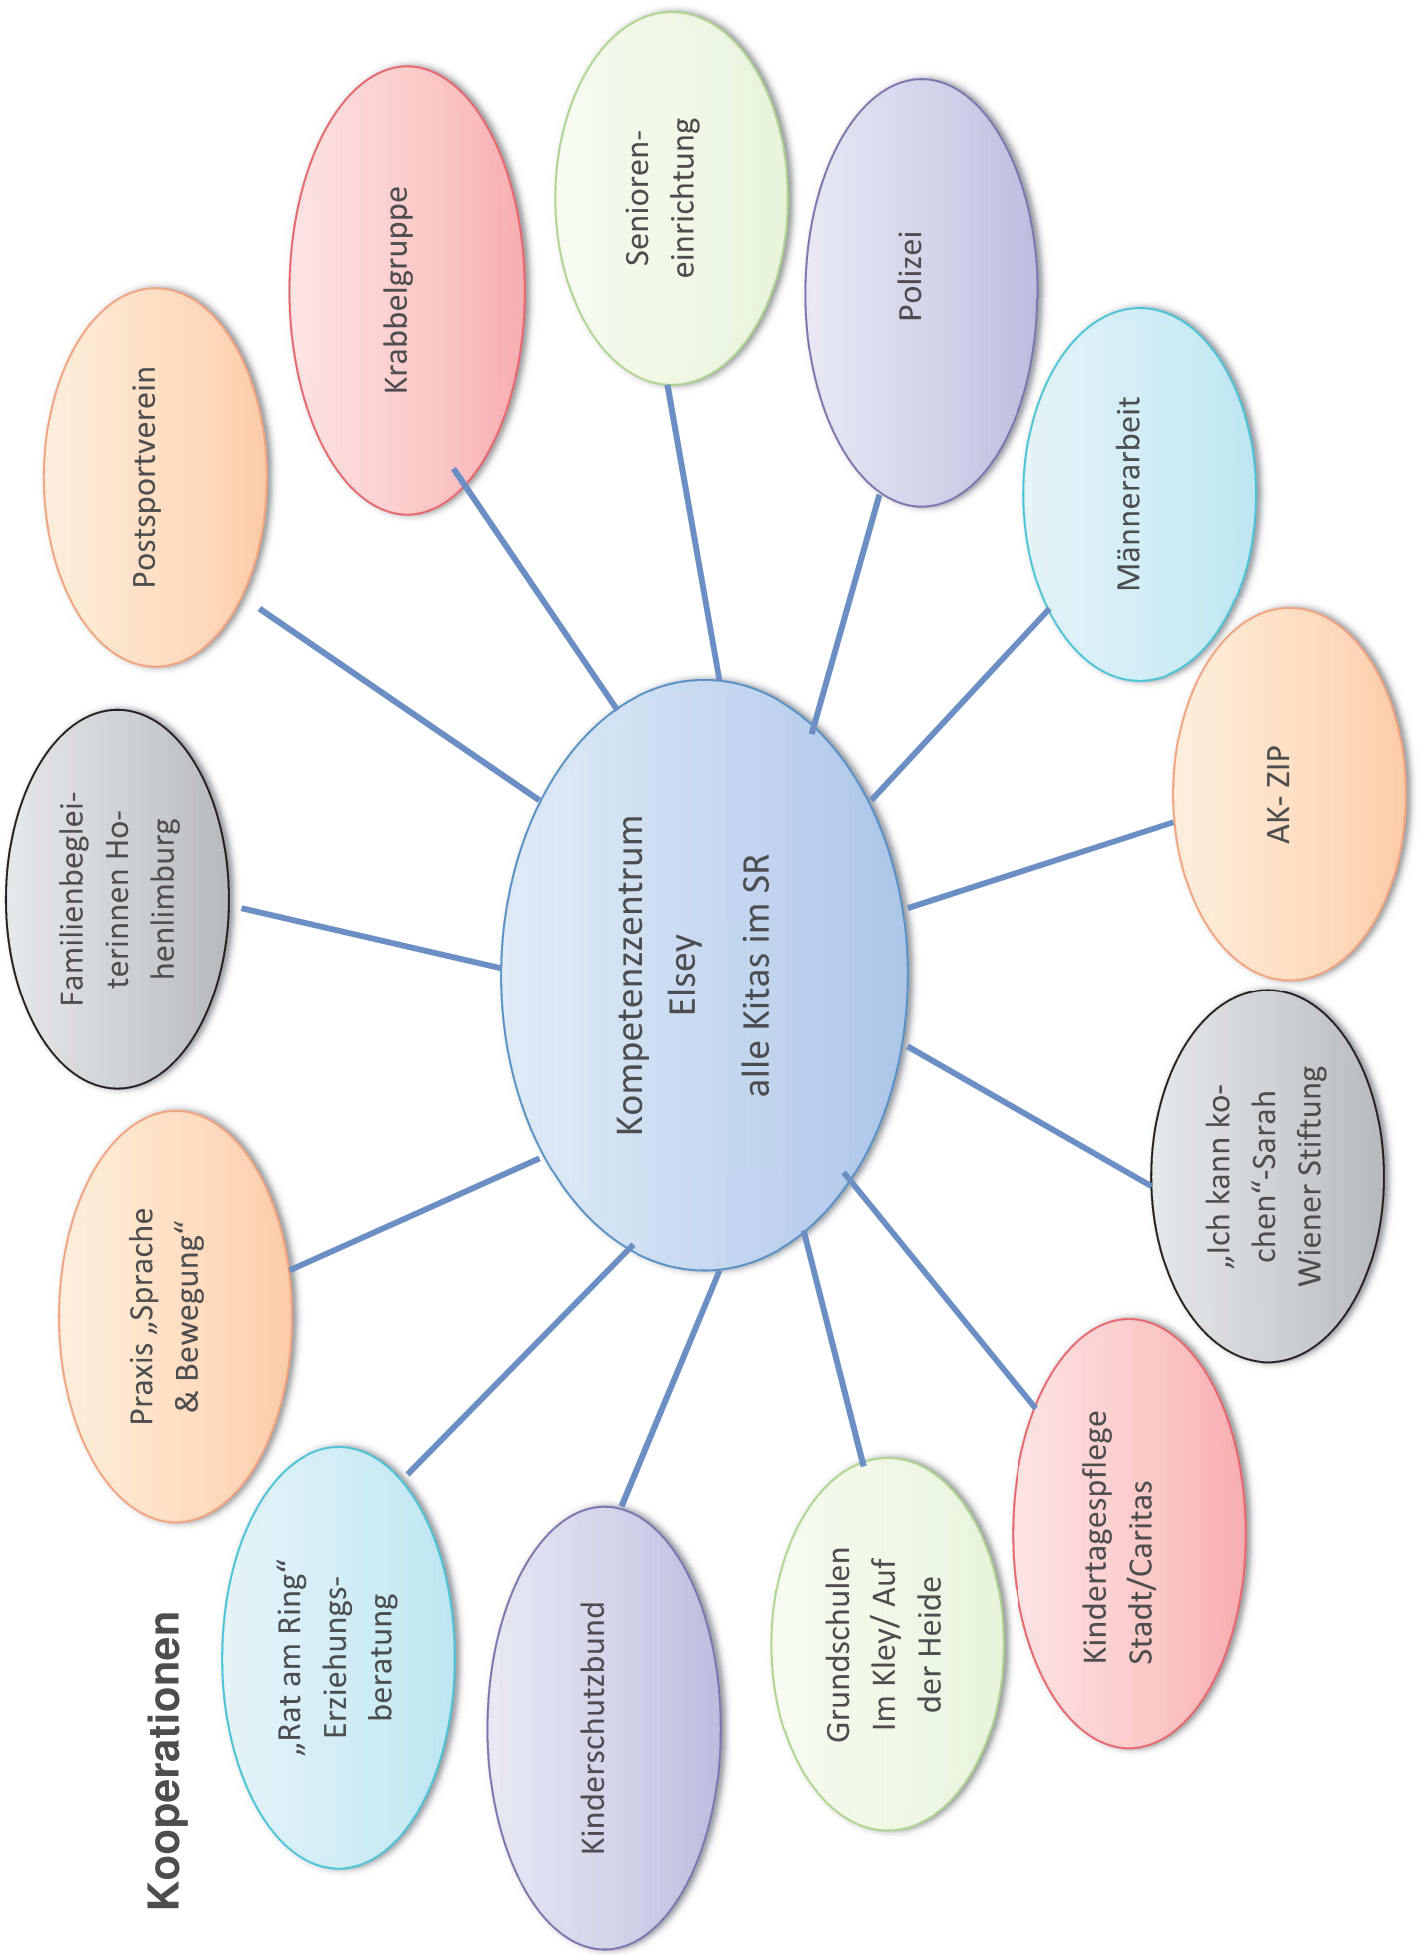 Kooperationen
„Rat am Ring“
Erziehungs-
beratung
Praxis „Sprache
& Bewegung“
Familienbeglei-
terinnen Ho-
henlimburg
Postsportverein
Krabbelgruppe
Senioren-
einrichtung
Polizei
Männerarbeit
AK- ZIP
„Ich kann ko-
chen“-Sarah
Wiener Stiftung
Kindertagespflege
Stadt/Caritas
Grundschulen
Im Kley/ Auf
der Heide
Kinderschutzbund
Kompetenzzentrum
Elsey
alle Kitas im SR